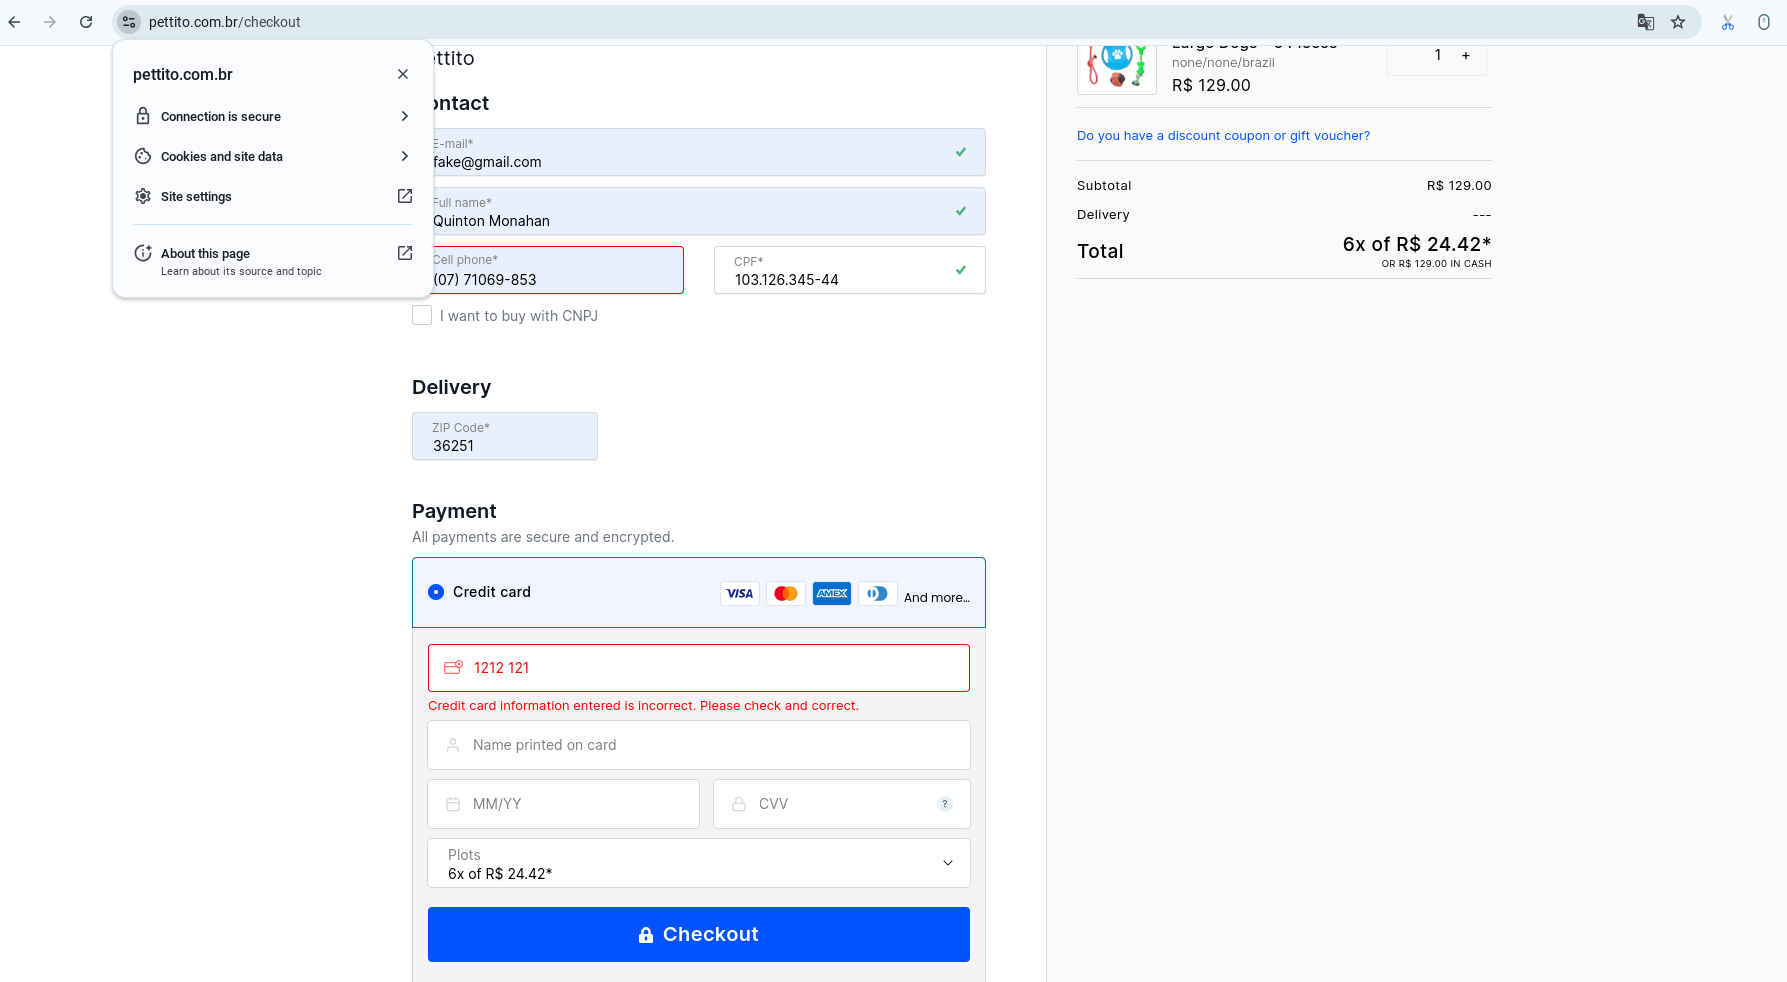 pettito.com.br/checkout
pettito.com.br
Connection is secure
Cookies and site data
Site settings
About this page
Learn about its source and topic
ettito
ontact
E-mail*
fake@gmail.com
Full name*
Quinton Monahan
Cell phone*
(07) 71069-853
CPF*
103.126.345-44
I want to buy with CNPJ
Delivery
ZIP Code*
36251
Payment
All payments are secure and encrypted.
Credit card
VISA
AMEX
And more...
1212 121
Credit card information entered is incorrect. Please check and correct.
Name printed on card
MM/YY
CVV
?
Plots
6x of R$ 24.42*
Checkout
none/none/brazil
R$ 129.00
1 +
Do you have a discount coupon or gift voucher?
Subtotal R$ 129.00
Delivery ---
Total 6x of R$ 24.42*
OR R$ 129.00 IN CASH